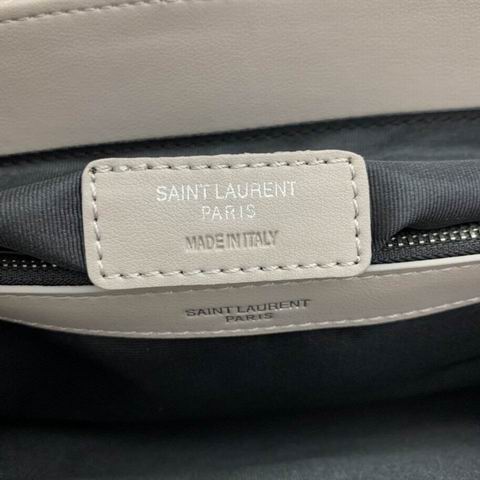 SAINT LAURENT
PARIS
MADE IN ITALY
SAINT LAURENT
PARIS